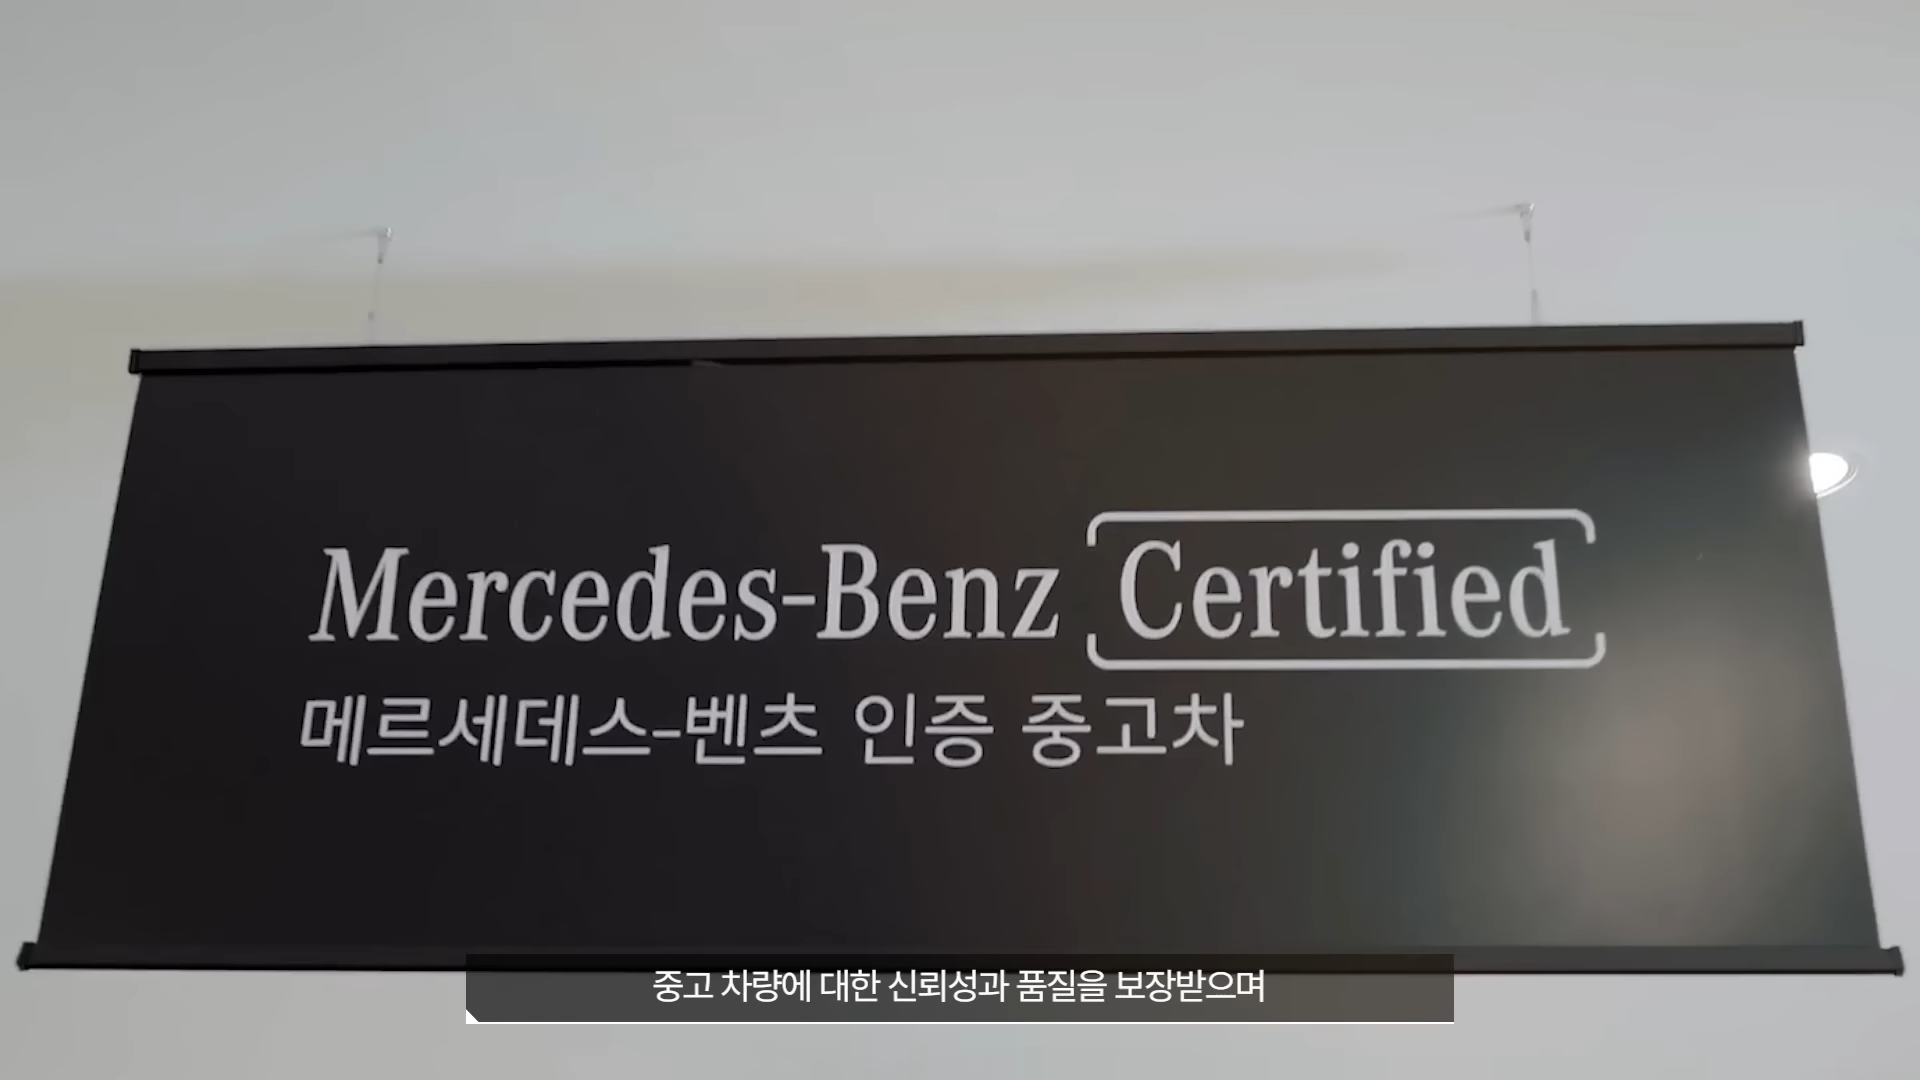 Mercedes-Benz Certified
메르세데스-벤츠 인증 중고차
중고 차량에 대한 신뢰성과 품질을 보장받으며